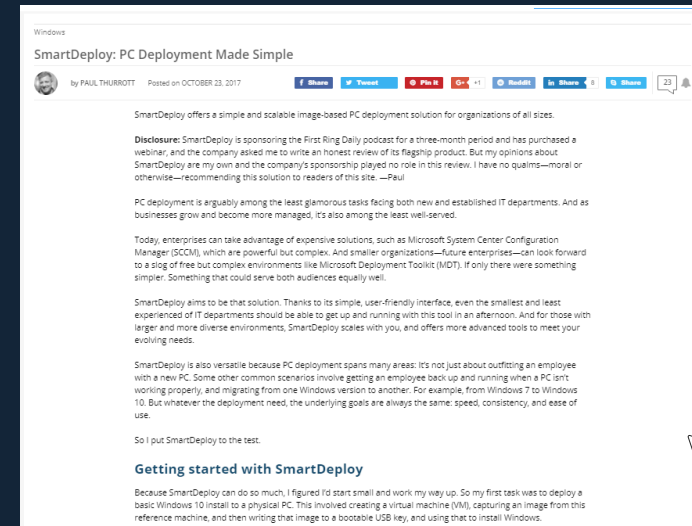 Windows
SmartDeploy: PC Deployment Made Simple
by PAUL THURROTT Posted on OCTOBER 23, 2017
Share Tweet Pin it G+ +1 Reddit in Share 8 Share 23
SmartDeploy offers a simple and scalable image-based PC deployment solution for organizations of all sizes.
Disclosure: SmartDeploy is sponsoring the First Ring Daily podcast for a three-month period and has purchased a
webinar, and the company asked me to write an honest review of its flagship product. But my opinions about
SmartDeploy are my own and the company's sponsorship played no role in this review. I have no qualms—moral or
otherwise—recommending this solution to readers of this site. —Paul
PC deployment is arguably among the least glamorous tasks facing both new and established IT departments. And as
businesses grow and become more managed, it's also among the least well-served.
Today, enterprises can take advantage of expensive solutions, such as Microsoft System Center Configuration
Manager (SCCM), which are powerful but complex. And smaller organizations—future enterprises—can look forward
to a slog of free but complex environments like Microsoft Deployment Toolkit (MDT). If only there were something
simpler. Something that could serve both audiences equally well.
SmartDeploy aims to be that solution. Thanks to its simple, user-friendly interface, even the smallest and least
experienced of IT departments should be able to get up and running with this tool in an afternoon. And for those with
larger and more diverse environments, SmartDeploy scales with you, and offers more advanced tools to meet your
evolving needs.
SmartDeploy is also versatile because PC deployment spans many areas: It's not just about outfitting an employee
with a new PC. Some other common scenarios involve getting an employee back up and running when a PC isn't
working properly, and migrating from one Windows version to another. For example, from Windows 7 to Windows
10. But whatever the deployment need, the underlying goals are always the same: speed, consistency, and ease of
use.
So I put SmartDeploy to the test.
Getting started with SmartDeploy
Because SmartDeploy can do so much, I figured I'd start small and work my way up. So my first task was to deploy a
basic Windows 10 install to a physical PC. This involved creating a virtual machine (VM), capturing an image from this
reference machine, and then writing that image to a bootable USB key, and using that to install Windows.